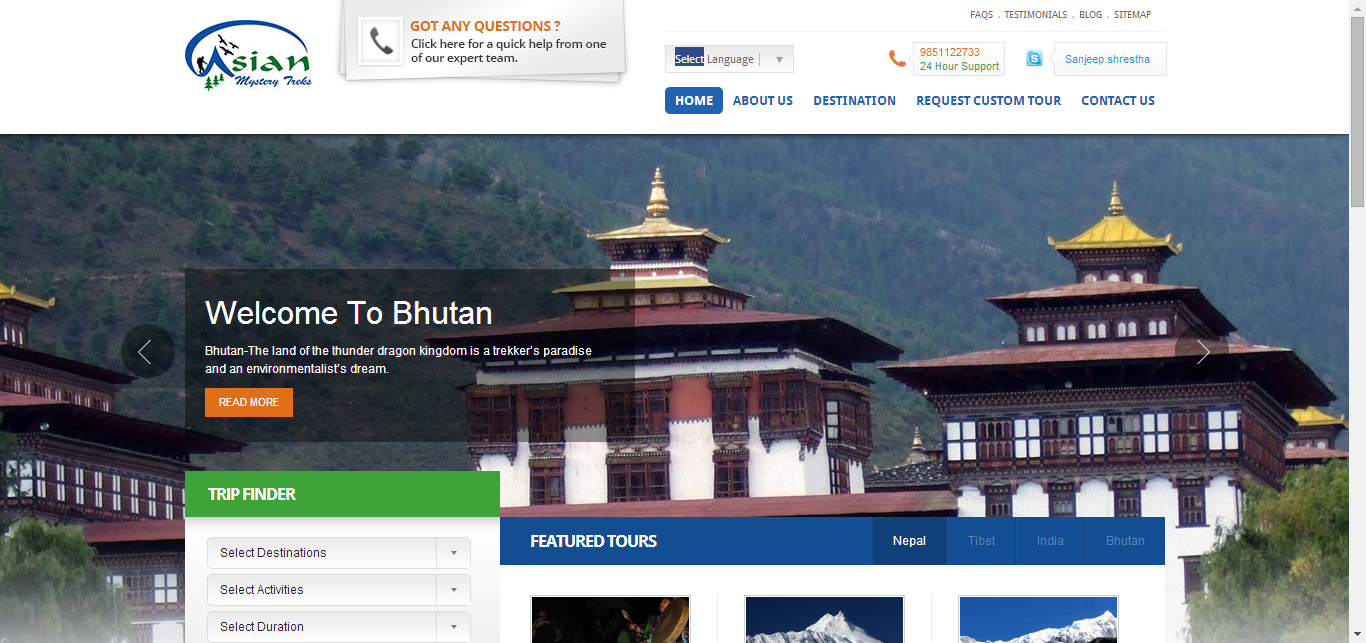 Asian
Mystery Treks
GOT ANY QUESTIONS ?
Click here for a quick help from one
of our expert team.
FAQS . TESTIMONIALS . BLOG . SITEMAP
Select Language ▼
9851122733
24 Hour Support
Sanjeep.shrestha
HOME ABOUT US DESTINATION REQUEST CUSTOM TOUR CONTACT US
Welcome To Bhutan
Bhutan-The land of the thunder dragon kingdom is a trekker's paradise
and an environmentalist's dream.
READ MORE
TRIP FINDER
Select Destinations
Select Activities
Select Duration
FEATURED TOURS
Nepal Tibet India Bhutan